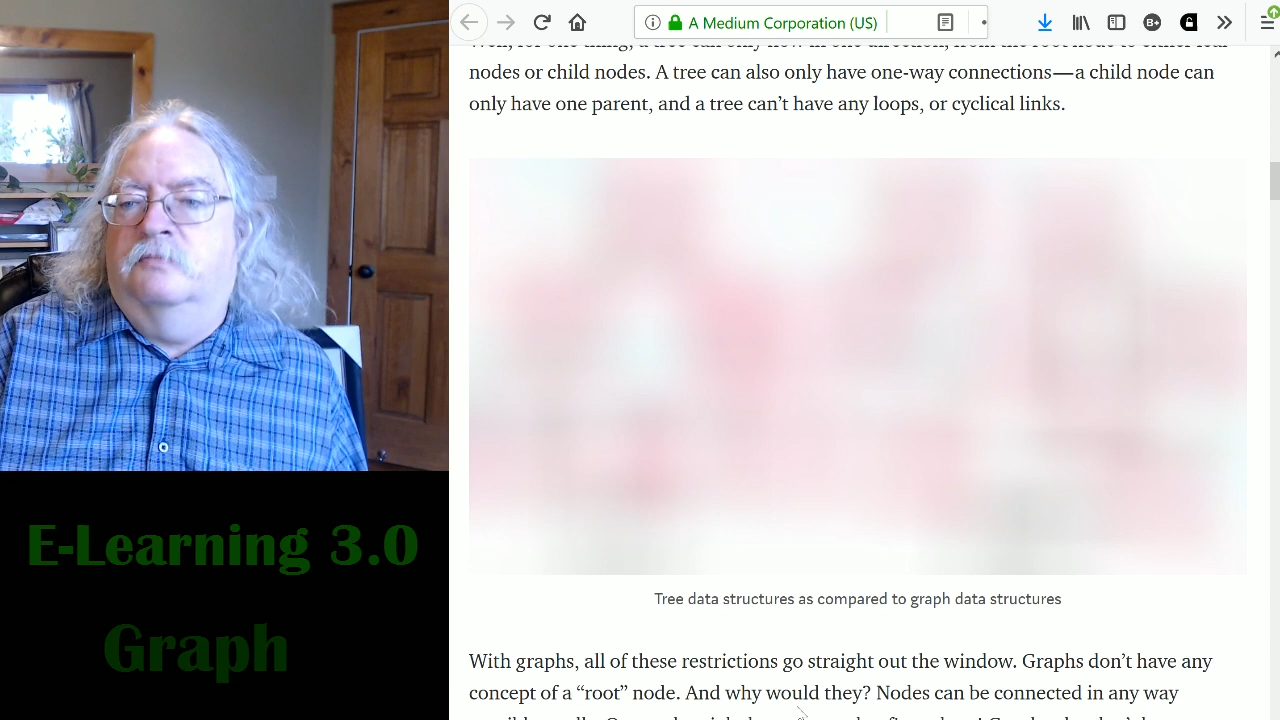 A Medium Corporation (US)
nodes or child nodes. A tree can also only have one-way connections — a child node can
only have one parent, and a tree can’t have any loops, or cyclical links.
Tree data structures as compared to graph data structures
With graphs, all of these restrictions go straight out the window. Graphs don’t have any
concept of a “root” node. And why would they? Nodes can be connected in any way
E-Learning 3.0
Graph